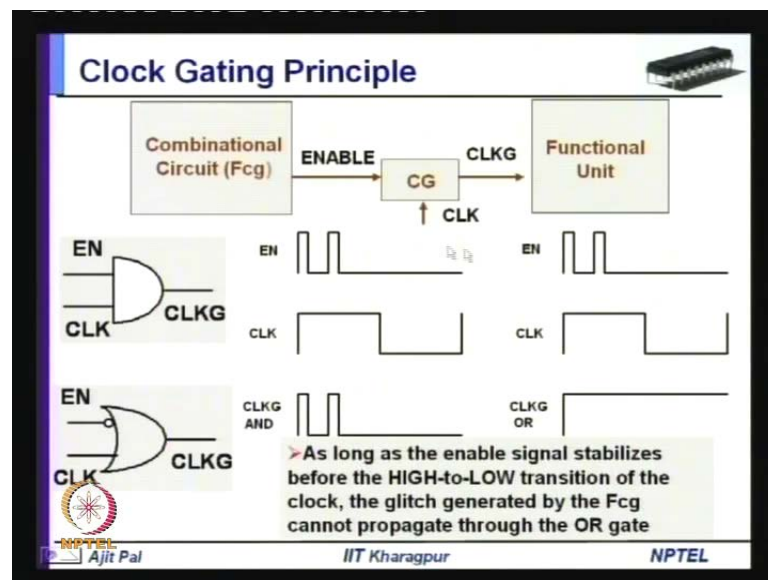 Clock Gating Principle
Combinational
Circuit (Fcg)
ENABLE
CG
CLKG
CLK
Functional
Unit
EN
CLK
CLKG
EN
EN
CLK
CLK
EN
CLK
CLKG
CLKG
AND
CLKG
OR
➢As long as the enable signal stabilizes
before the HIGH-to-LOW transition of the
clock, the glitch generated by the Fcg
cannot propagate through the OR gate
NPTEL
Ajit Pal
IIT Kharagpur
NPTEL